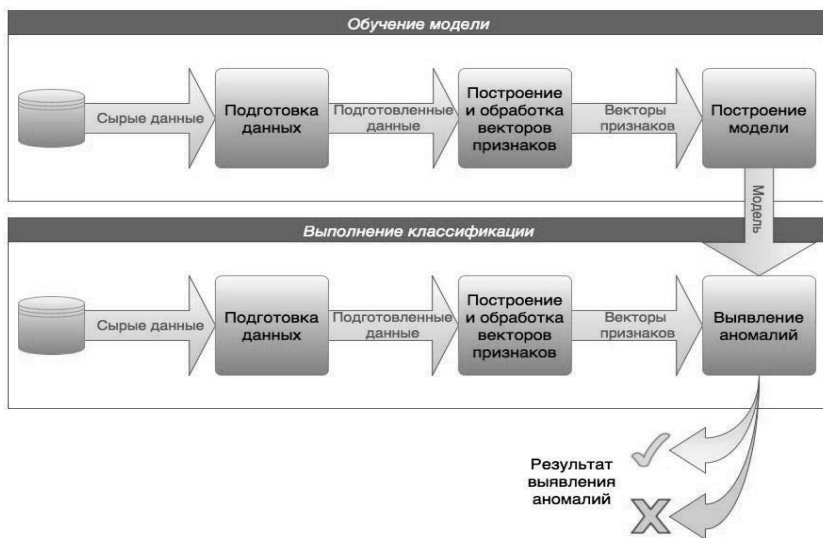 Обучение модели
Сырые данные
Подготовка
данных
Подготовленные
данные
Построение
и обработка
векторов
признаков
Векторы
признаков
Построение
модели
Модель
Выполнение классификации
Сырые данные
Подготовка
данных
Подготовленные
данные
Построение
и обработка
векторов
признаков
Векторы
признаков
Выявление
аномалий
Результат
выявления
аномалий